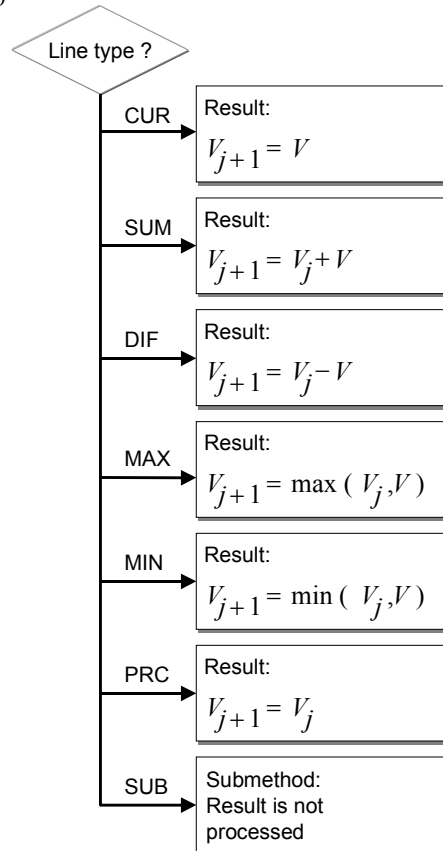 Line type ?
CUR
Result:
V_{j+1} = V
SUM
Result:
V_{j+1} = V_j + V
DIF
Result:
V_{j+1} = V_j − V
MAX
Result:
V_{j+1} = max ( V_j ,V )
MIN
Result:
V_{j+1} = min ( V_j ,V )
PRC
Result:
V_{j+1} = V_j
SUB
Submethod:
Result is not
processed